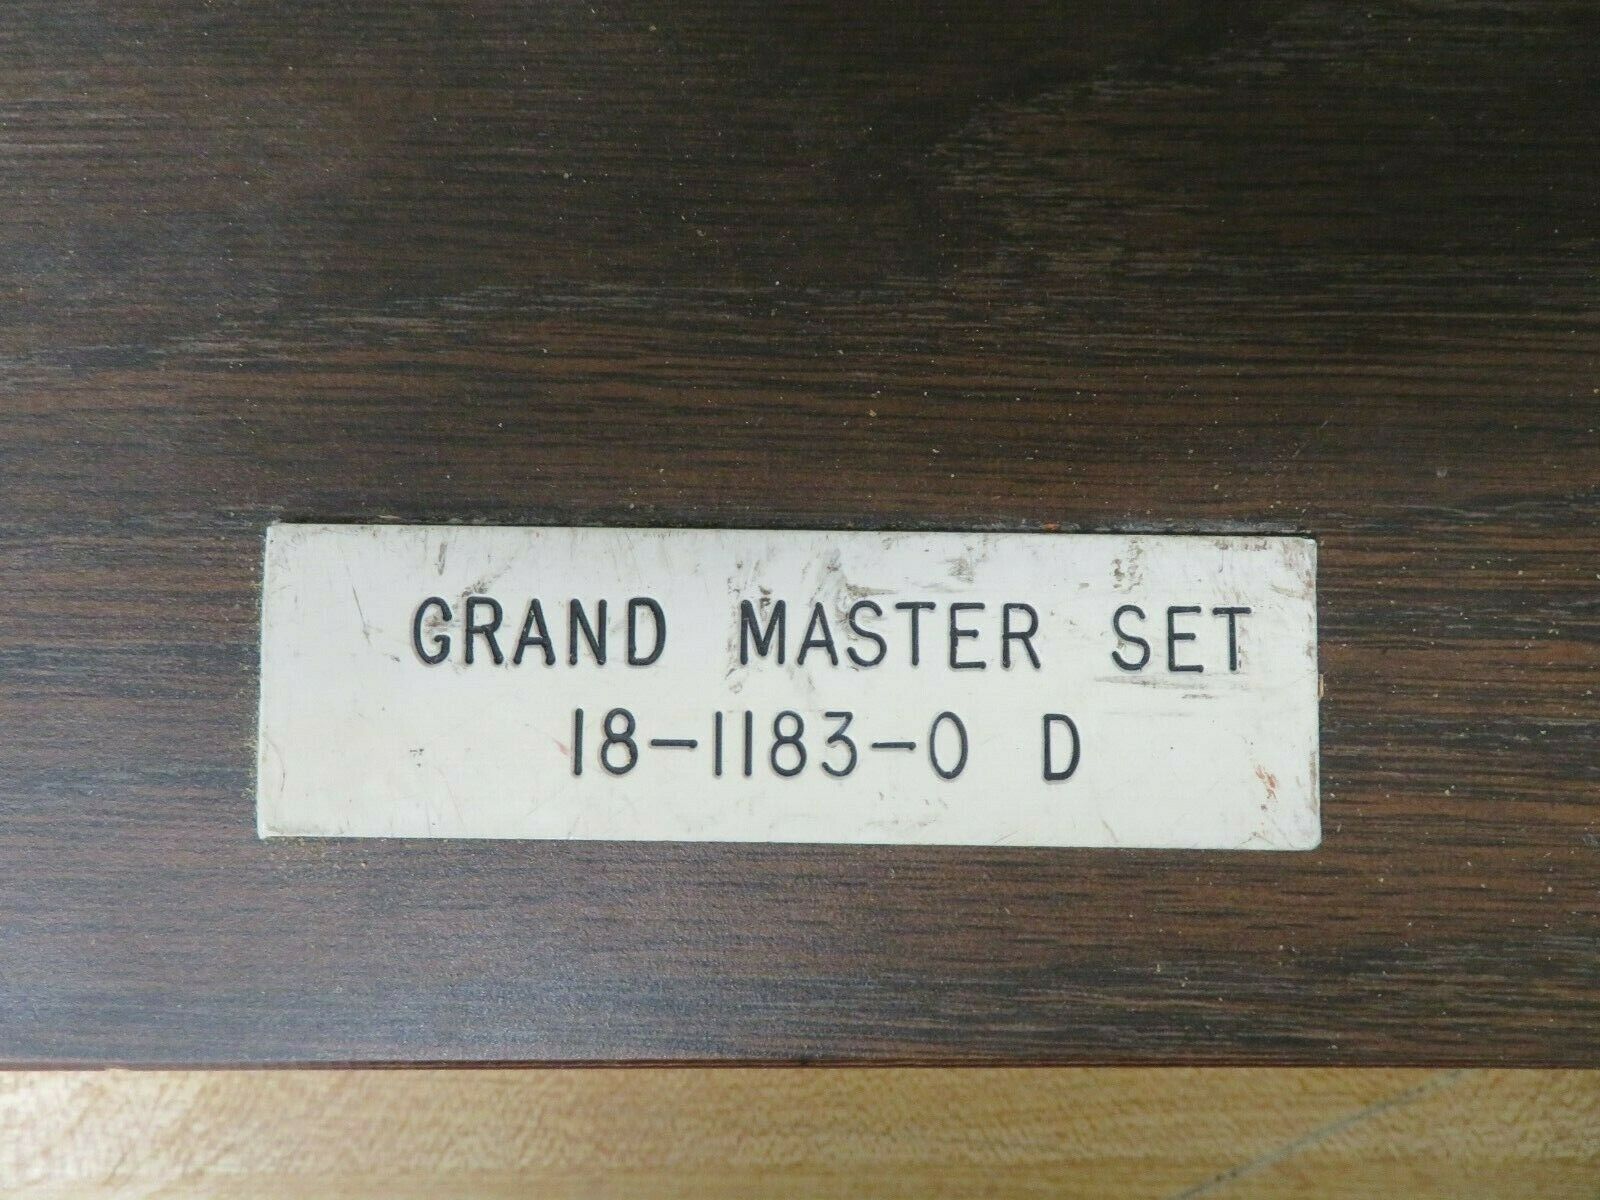 GRAND MASTER SET
18-1183-0 D